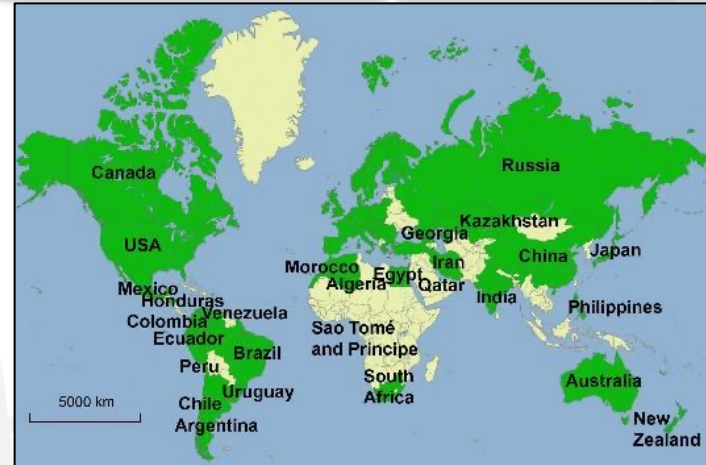 Canada
Russia
USA
Kazakhstan
Georgia
Japan
China
Iran
Morocco
Egypt
Algeria
Qatar
India
Mexico
Honduras
Venezuela
Philippines
Colombia
Sao Tomé
and Principe
Ecuador
Brazil
Peru
South
Africa
Australia
Uruguay
5000 km
Chile
Argentina
New
Zealand